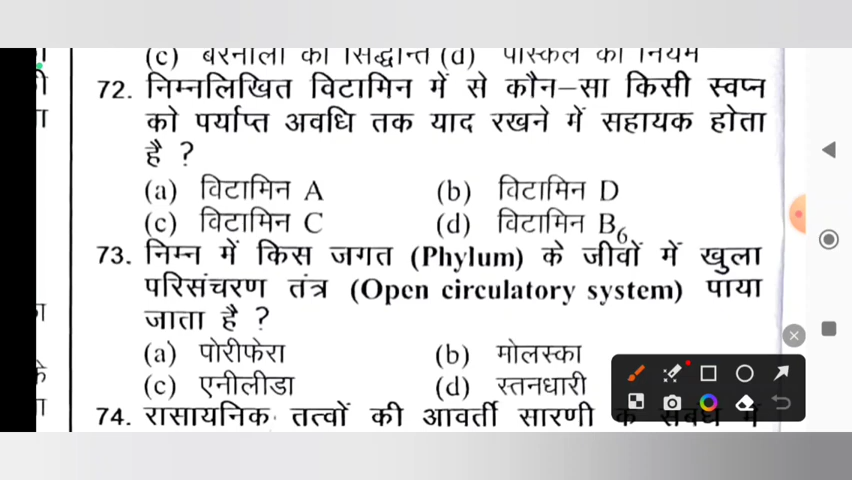 (c) बरनौली का सिद्धान्त (d) पास्कल का नियम
72. निम्नलिखित विटामिन में से कौन–सा किसी स्वप्न
को पर्याप्त अवधि तक याद रखने में सहायक होता
है ?
(a) विटामिन A (b) विटामिन D
(c) विटामिन C (d) विटामिन B6
73. निम्न में किस जगत (Phylum) के जीवों में खुला
परिसंचरण तंत्र (Open circulatory system) पाया
जाता है ?
(a) पोरीफेरा (b) मोलस्का
(c) एनीलीडा (d) स्तनधारी
74. रासायनिक तत्वों की आवर्ती सारणी के संबंध में